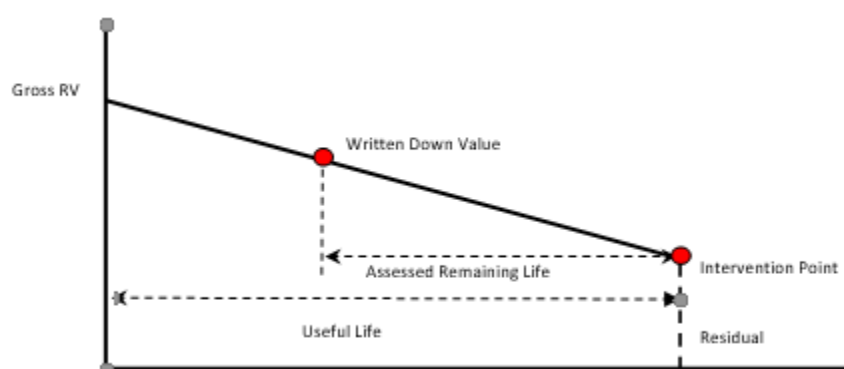 Gross RV
Written Down Value
Intervention Point
Assessed Remaining Life
Useful Life
Residual